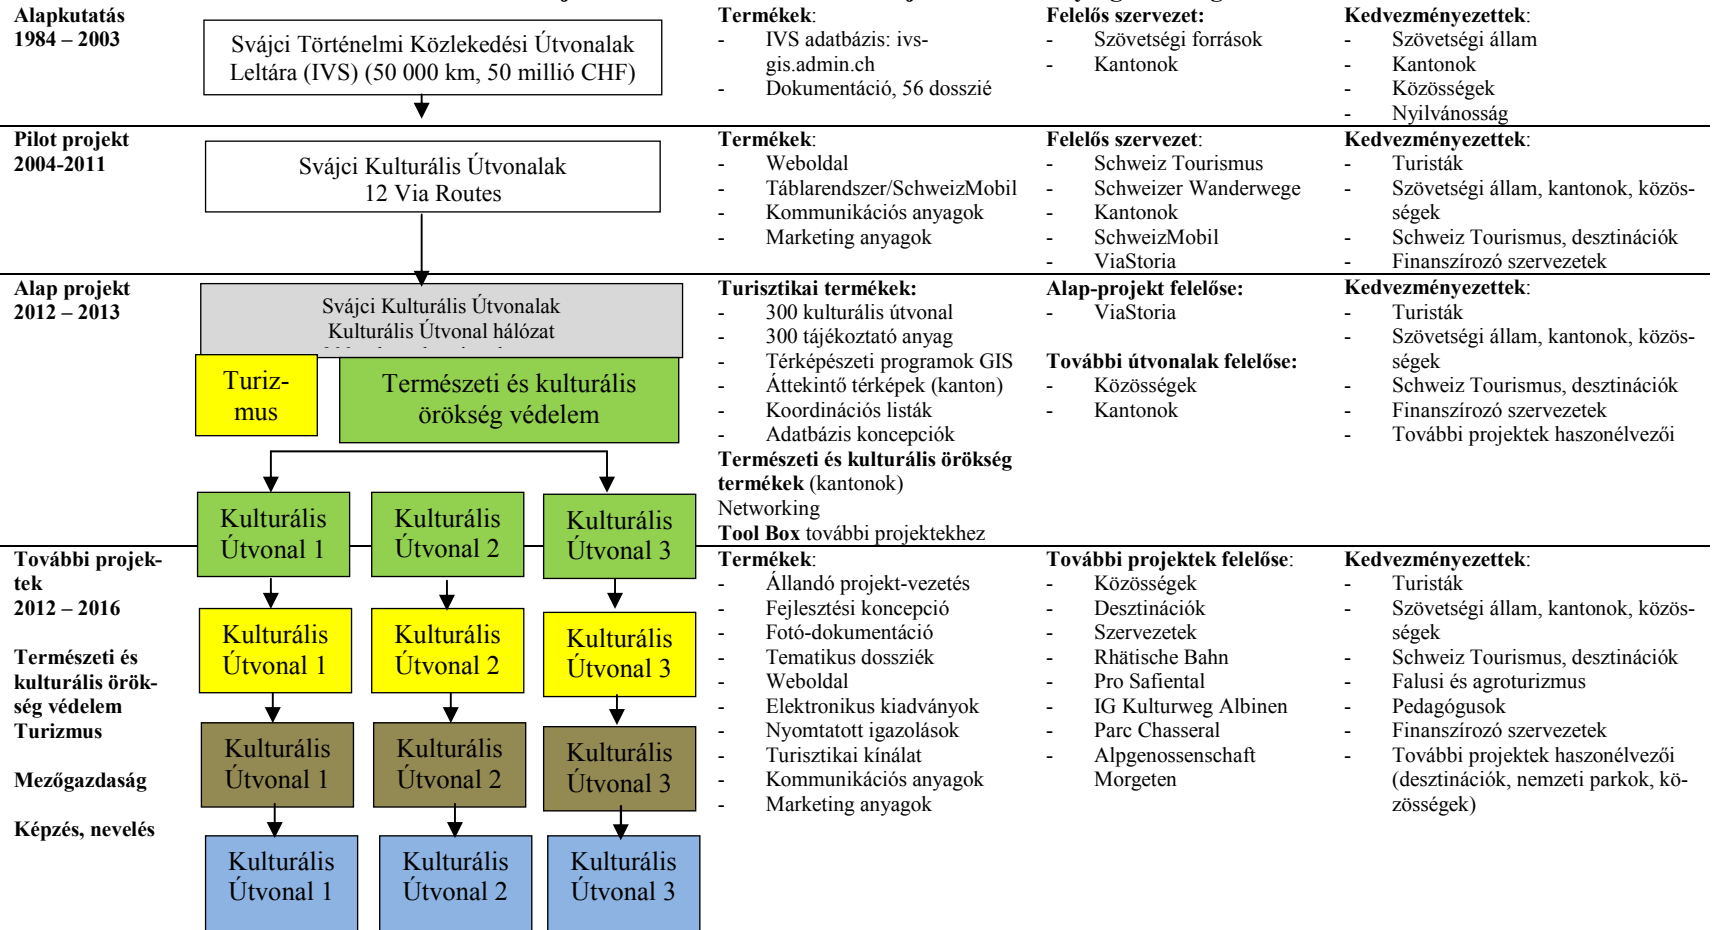 Alapkutatás
1984 – 2003
Svájci Történelmi Közlekedési Útvonalak
Leltára (IVS) (50 000 km, 50 millió CHF)
Termékek:
- IVS adatbázis: ivs-
gis.admin.ch
- Dokumentáció, 56 dosszié
Felelős szervezet:
- Szövetségi források
- Kantonok
Kedvezményezettek:
- Szövetségi állam
- Kantonok
- Közösségek
- Nyilvánosság
Pilot projekt
2004-2011
Svájci Kulturális Útvonalak
12 Via Routes
Termékek:
- Weboldal
- Táblarendszer/SchweizMobil
- Kommunikációs anyagok
- Marketing anyagok
Felelős szervezet:
- Schweiz Tourismus
- Schweizer Wanderwege
- Kantonok
- SchweizMobil
- ViaStoria
Kedvezményezettek:
- Turisták
- Szövetségi állam, kantonok, közös-
ségek
- Schweiz Tourismus, desztinációk
- Finanszírozó szervezetek
Alap projekt
2012 – 2013
Svájci Kulturális Útvonalak
Kulturális Útvonal hálózat
Turiz-
mus
Természeti és kulturális
örökség védelem
Kulturális
Útvonal 1
Kulturális
Útvonal 2
Kulturális
Útvonal 3
Turisztikai termékek:
- 300 kulturális útvonal
- 300 tájékoztató anyag
- Térképészeti programok GIS
- Áttekintő térképek (kanton)
- Koordinációs listák
- Adatbázis koncepciók
Természeti és kulturális örökség
termékek (kantonok)
Networking
Tool Box további projektekhez
Alap-projekt felelőse:
- ViaStoria
További útvonalak felelőse:
- Közösségek
- Kantonok
Kedvezményezettek:
- Turisták
- Szövetségi állam, kantonok, közös-
ségek
- Schweiz Tourismus, desztinációk
- Finanszírozó szervezetek
- További projektek haszonélvezői
További projek-
tek
2012 – 2016
Természeti és
kulturális örök-
ség védelem
Turizmus
Mezőgazdaság
Képzés, nevelés
Kulturális
Útvonal 1
Kulturális
Útvonal 2
Kulturális
Útvonal 3
Kulturális
Útvonal 1
Kulturális
Útvonal 2
Kulturális
Útvonal 3
Kulturális
Útvonal 1
Kulturális
Útvonal 2
Kulturális
Útvonal 3
Termékek:
- Állandó projekt-vezetés
- Fejlesztési koncepció
- Fotó-dokumentáció
- Tematikus dossziék
- Weboldal
- Elektronikus kiadványok
- Nyomtatott igazolások
- Turisztikai kínálat
- Kommunikációs anyagok
- Marketing anyagok
További projektek felelőse:
- Közösségek
- Desztinációk
- Szervezetek
- Rhätische Bahn
- Pro Safiental
- IG Kulturweg Albinen
- Parc Chasseral
- Alpgenossenschaft
Morgeten
Kedvezményezettek:
- Turisták
- Szövetségi állam, kantonok, közös-
ségek
- Schweiz Tourismus, desztinációk
- Falusi és agroturizmus
- Pedagógusok
- Finanszírozó szervezetek
- További projektek haszonélvezői
(desztinációk, nemzeti parkok, kö-
zösségek)